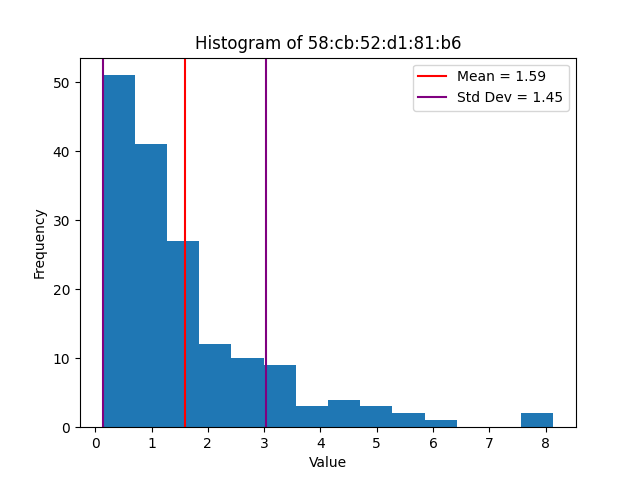 Histogram of 58:cb:52:d1:81:b6
Mean = 1.59
Std Dev = 1.45
Frequency
50
40
30
20
10
0
0 1 2 3 4 5 6 7 8
Value